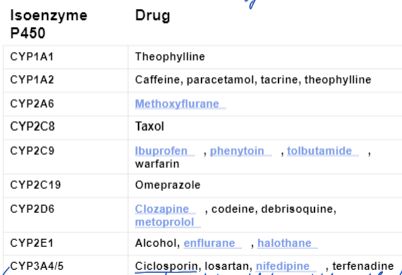 Isoenzyme Drug
P450
CYP1A1 Theophylline
CYP1A2 Caffeine, paracetamol, tacrine, theophylline
CYP2A6 Methoxyflurane
CYP2C8 Taxol
CYP2C9 Ibuprofen , phenytoin , tolbutamide ,
warfarin
CYP2C19 Omeprazole
CYP2D6 Clozapine , codeine, debrisoquine,
metoprolol
CYP2E1 Alcohol, enflurane , halothane
CYP3A4/5 Ciclosporin, losartan, nifedipine , terfenadine